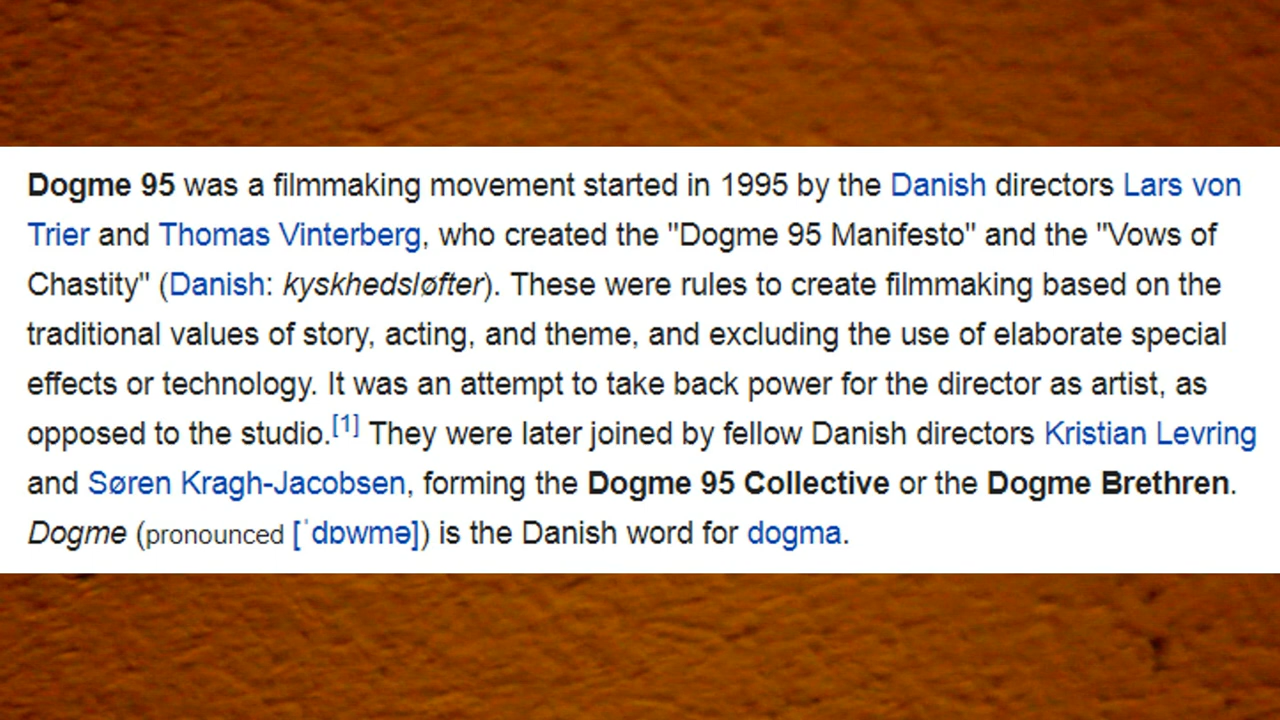 Dogme 95 was a filmmaking movement started in 1995 by the Danish directors Lars von
Trier and Thomas Vinterberg, who created the "Dogme 95 Manifesto" and the "Vows of
Chastity" (Danish: kyskhedsløfter). These were rules to create filmmaking based on the
traditional values of story, acting, and theme, and excluding the use of elaborate special
effects or technology. It was an attempt to take back power for the director as artist, as
opposed to the studio.[1] They were later joined by fellow Danish directors Kristian Levring
and Søren Kragh-Jacobsen, forming the Dogme 95 Collective or the Dogme Brethren.
Dogme (pronounced [ˈdɒwmə]) is the Danish word for dogma.